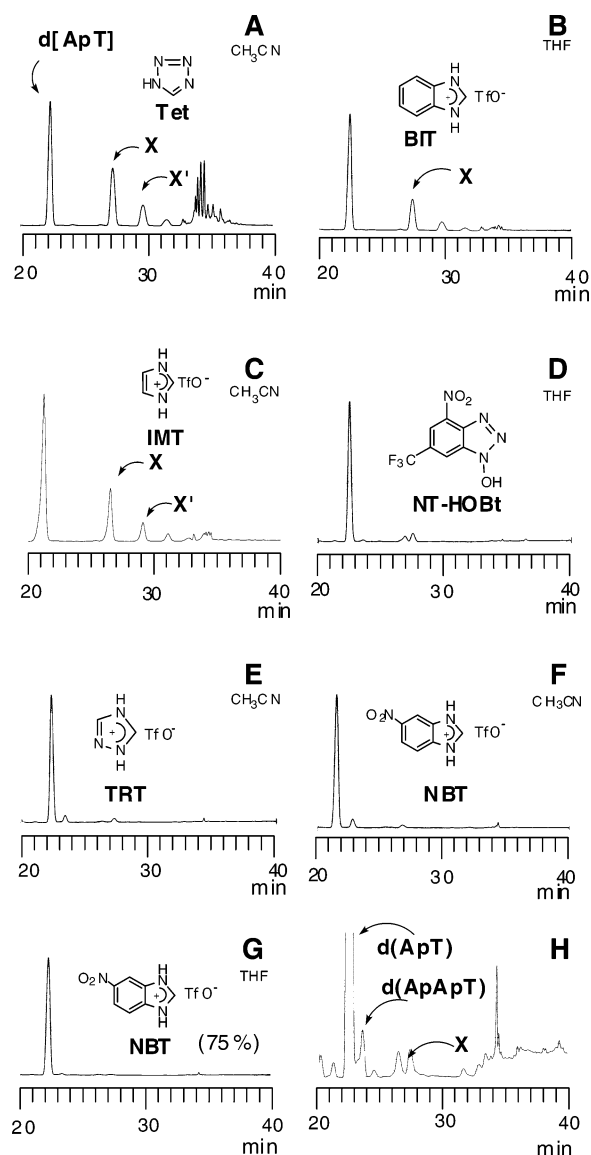 A
CH3CN
d[ApT]
N N
HN N
Tet
X
X'
20 30 40
min
B
THF
H
N
N
H
TfO-
BIT
X
20 30 40
min
C
CH3CN
H
N
+
N
H
TfO-
IMT
X
X'
20 30 40
min
D
THF
NO2
N
N
N
F3C
OH
NT-HOBt
20 30 40
min
E
CH3CN
H
N
+
N
N
H
TfO-
TRT
20 30 40
min
F
CH3CN
O2N
H
N
+
N
H
TfO-
NBT
20 30 40
min
G
THF
O2N
H
N
+
N
H
TfO-
NBT (75%)
20 30 40
min
H
d(ApT)
d(ApApT)
X
20 30 40
min